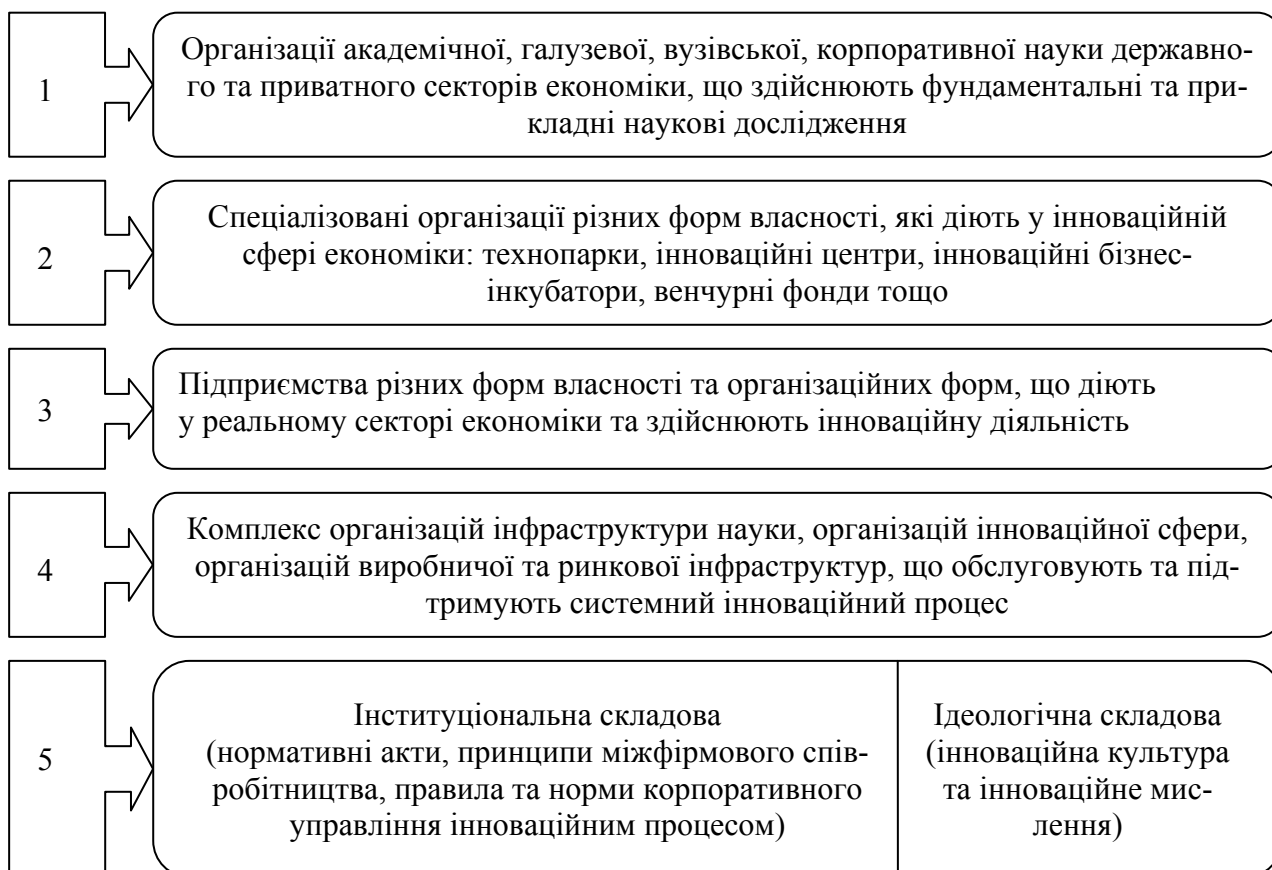 1
Організації академічної, галузевої, вузівської, корпоративної науки державно-
го та приватного секторів економіки, що здійснюють фундаментальні та при-
кладні наукові дослідження
2
Спеціалізовані організації різних форм власності, які діють у інноваційній
сфері економіки: технопарки, інноваційні центри, інноваційні бізнес-
інкубатори, венчурні фонди тощо
3
Підприємства різних форм власності та організаційних форм, що діють
у реальному секторі економіки та здійснюють інноваційну діяльність
4
Комплекс організацій інфраструктури науки, організацій інноваційної сфери,
організацій виробничої та ринкової інфраструктур, що обслуговують та під-
тримують системний інноваційний процес
5
Інституціональна складова
(нормативні акти, принципи міжфірмового спів-
робітництва, правила та норми корпоративного
управління інноваційним процесом)
Ідеологічна складова
(інноваційна культура
та інноваційне мис-
лення)